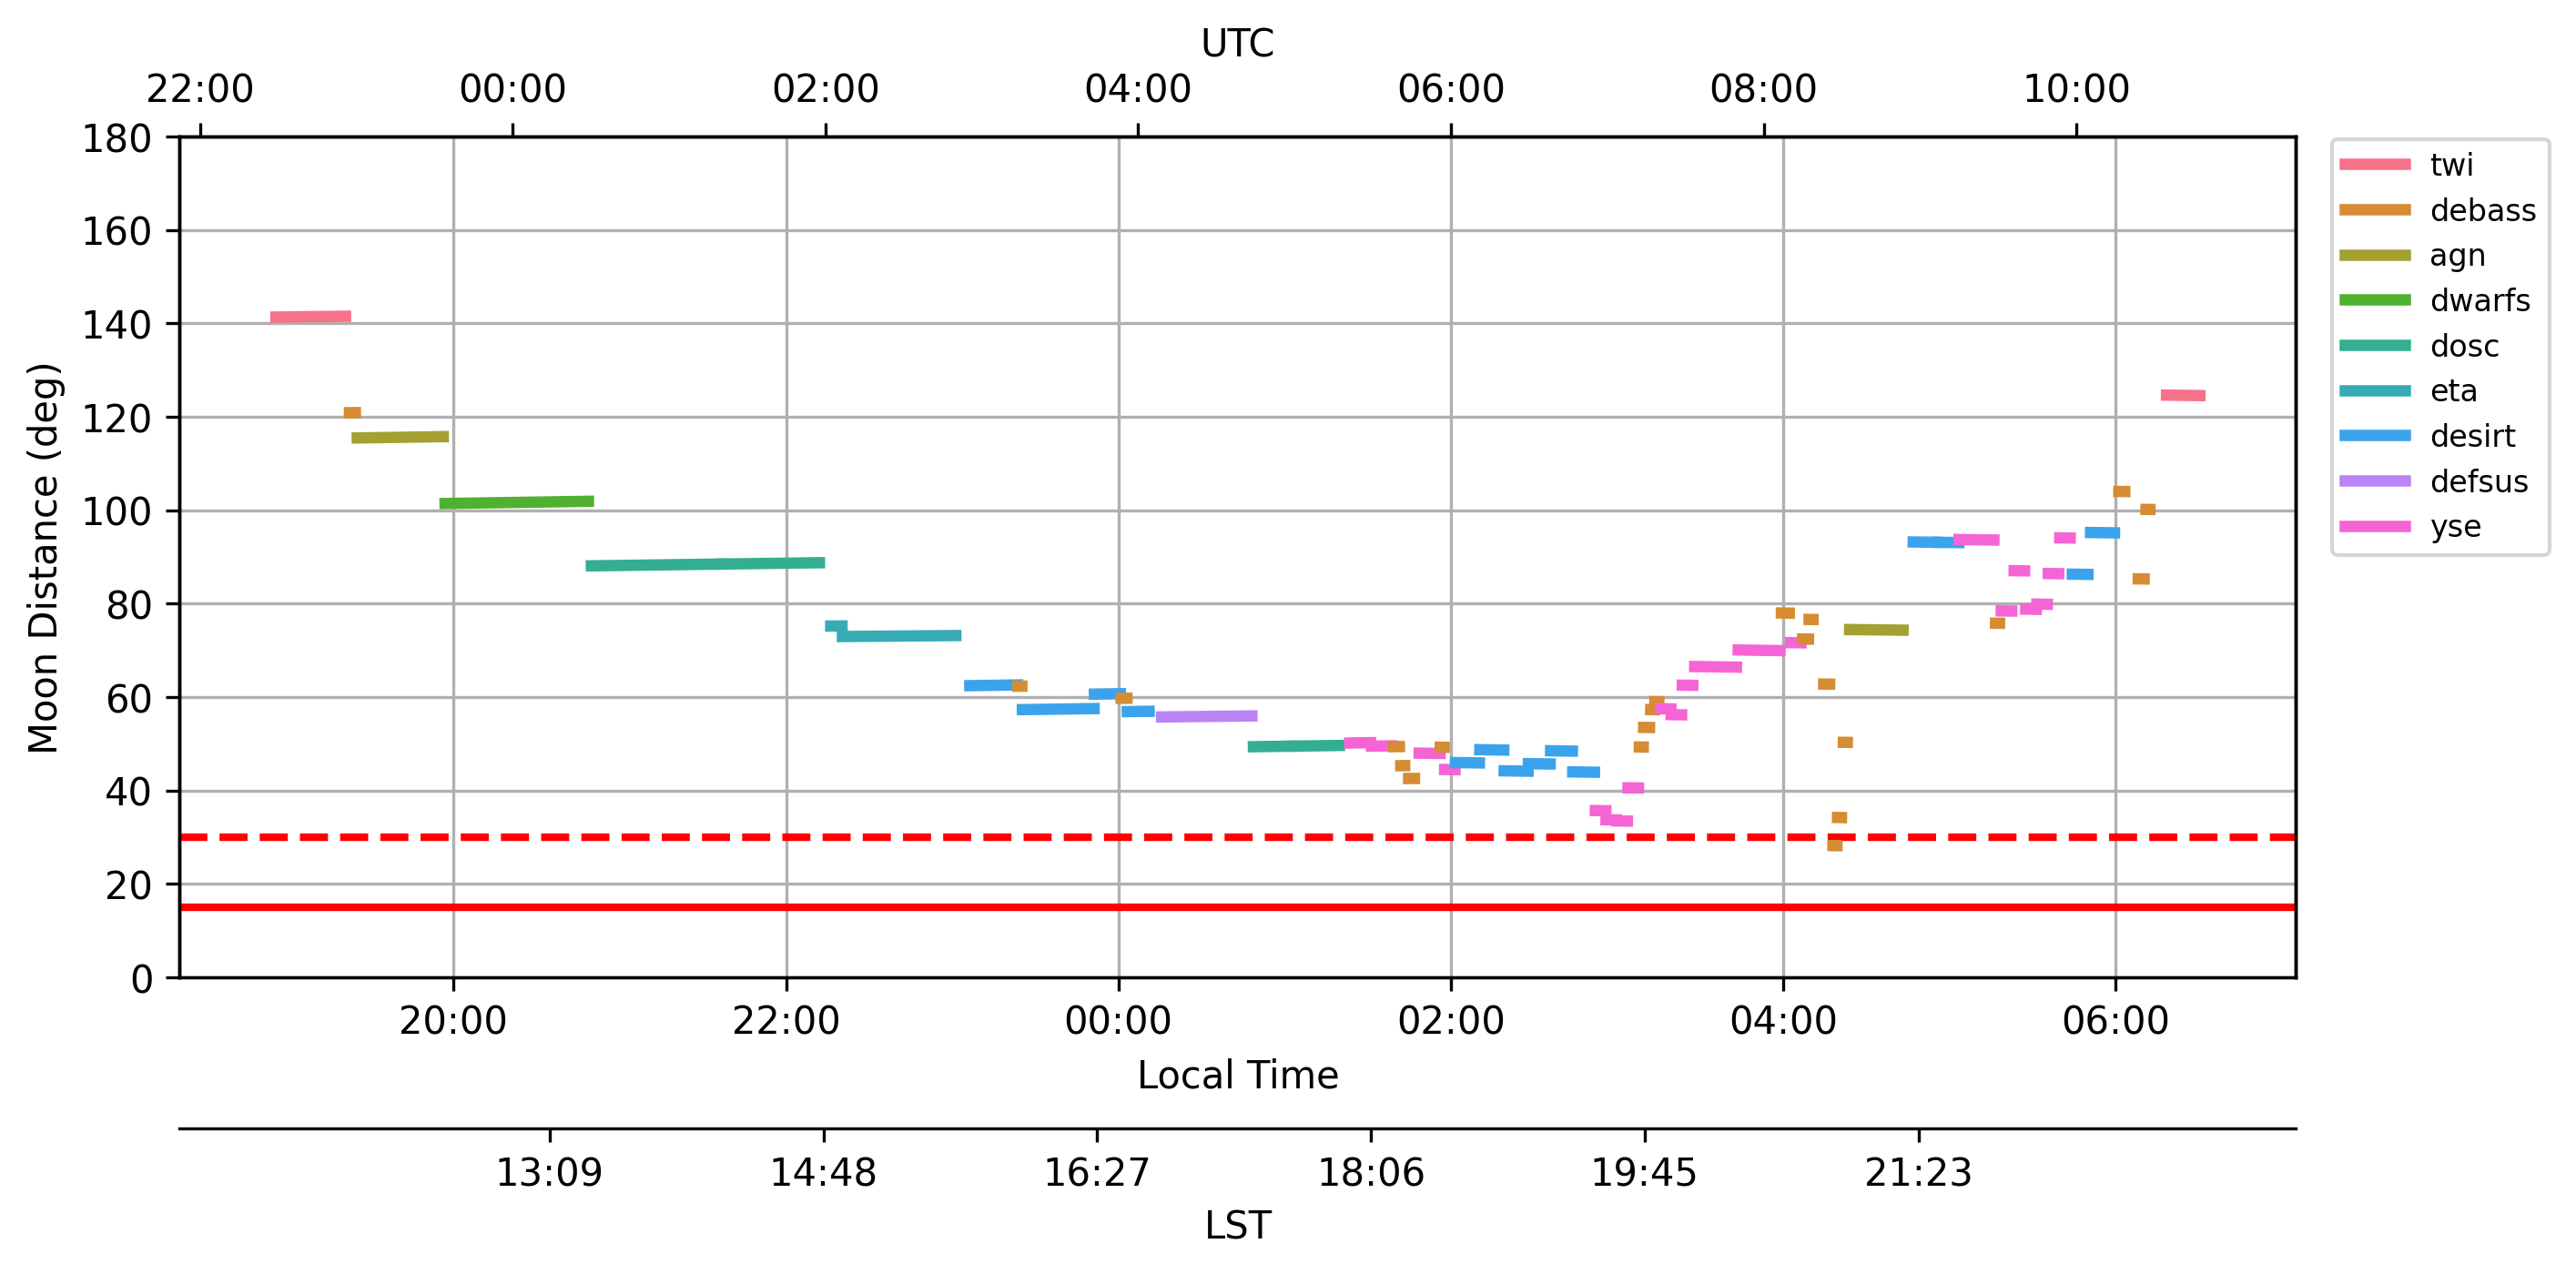 UTC
22:00 00:00 02:00 04:00 06:00 08:00 10:00
Moon Distance (deg)
180
160
140
120
100
80
60
40
20
0
twi
debass
agn
dwarfs
dosc
eta
desirt
defsus
yse
20:00 22:00 00:00 02:00 04:00 06:00
Local Time
13:09 14:48 16:27 18:06 19:45 21:23
LST